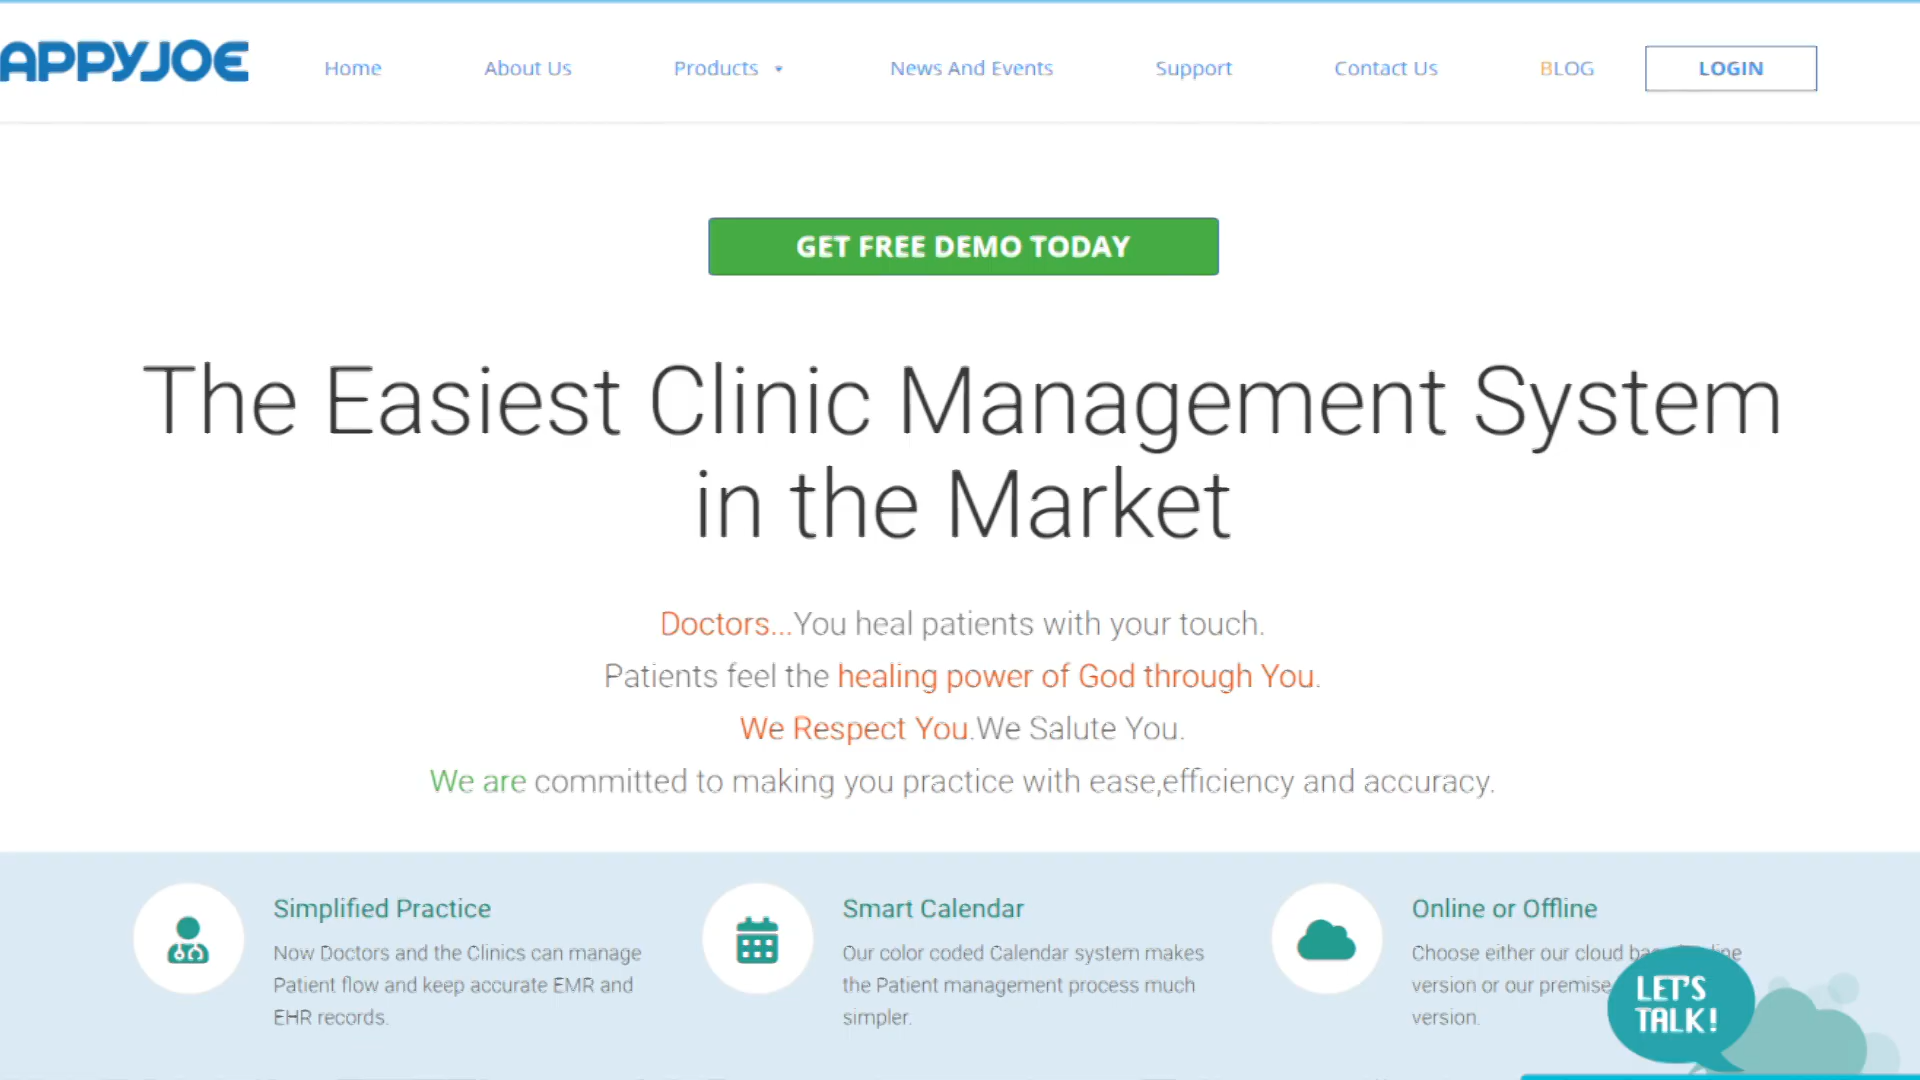 APPYJOE
Home About Us Products News And Events Support Contact Us BLOG LOGIN
GET FREE DEMO TODAY
The Easiest Clinic Management System
in the Market
Doctors...You heal patients with your touch.
Patients feel the healing power of God through You.
We Respect You.We Salute You.
We are committed to making you practice with ease,efficiency and accuracy.
Simplified Practice
Now Doctors and the Clinics can manage
Patient flow and keep accurate EMR and
EHR records.
Smart Calendar
Our color coded Calendar system makes
the Patient management process much
simpler.
Online or Offline
Choose either our cloud
version or our premise
version.
LET'S
TALK!